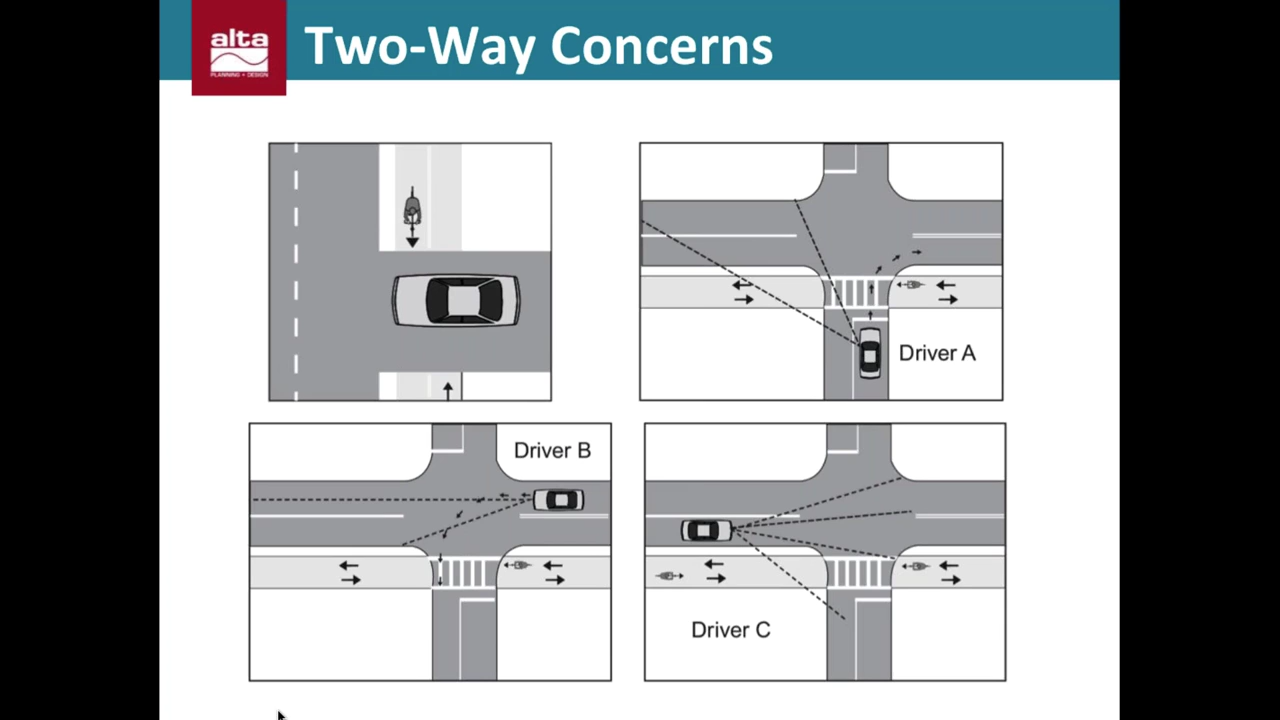 alta
PLANNING + DESIGN
Two-Way Concerns
Driver A
Driver B
Driver C